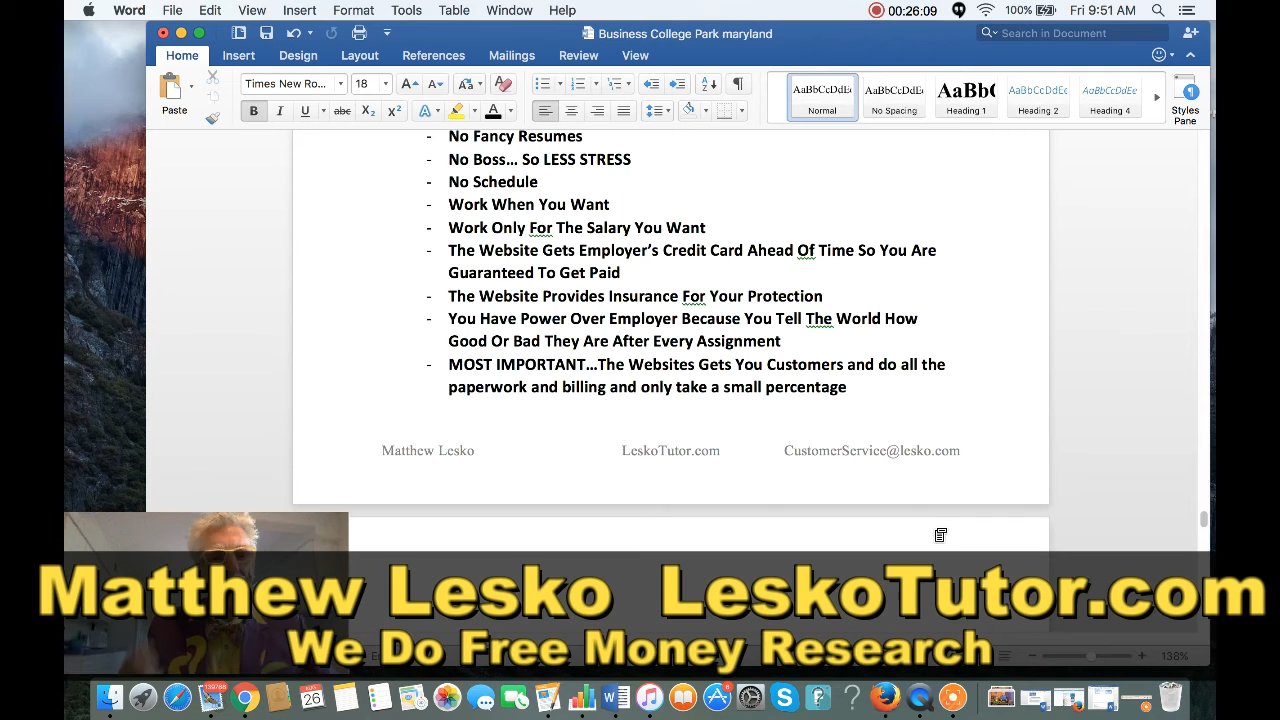 Word File Edit View Insert Format Tools Table Window Help 00:26:09 100% Fri 9:51 AM
Business College Park maryland Search in Document
Home Insert Design Layout References Mailings Review View
Paste Times New Ro... 18 A A Aa A ¶ AaBbCcDdEe AaBbCcDdEe AaBbC AaBbCcDdEe AaBbCcDdEe
B I U abc X₂ X² A A Normal No Spacing Heading 1 Heading 2 Heading 4 Styles Pane
- No Fancy Resumes
- No Boss… So LESS STRESS
- No Schedule
- Work When You Want
- Work Only For The Salary You Want
- The Website Gets Employer’s Credit Card Ahead Of Time So You Are
Guaranteed To Get Paid
- The Website Provides Insurance For Your Protection
- You Have Power Over Employer Because You Tell The World How
Good Or Bad They Are After Every Assignment
- MOST IMPORTANT…The Websites Gets You Customers and do all the
paperwork and billing and only take a small percentage
Matthew Lesko LeskoTutor.com CustomerService@lesko.com
Matthew Lesko LeskoTutor.com
We Do Free Money Research
138%
AUG 26